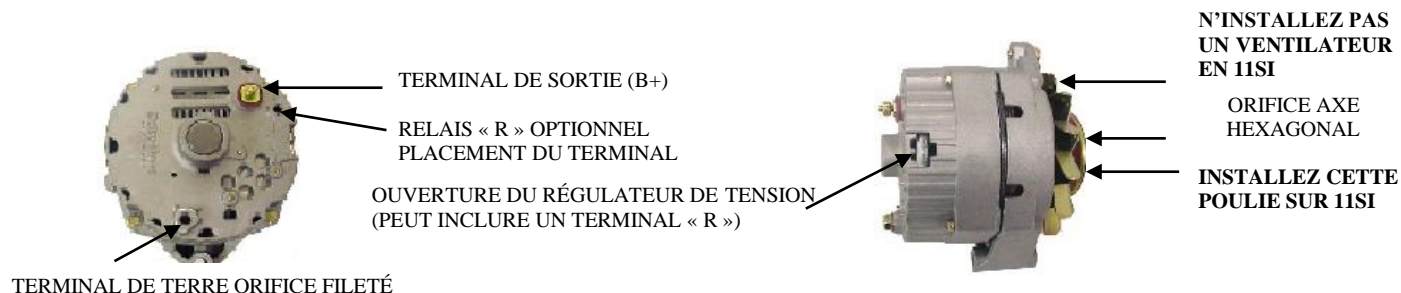 N'INSTALLEZ PAS
UN VENTILATEUR
EN 11SI
TERMINAL DE SORTIE (B+)
ORIFICE AXE
HEXAGONAL
RELAIS « R » OPTIONNEL
PLACEMENT DU TERMINAL
INSTALLEZ CETTE
POULIE SUR 11SI
OUVERTURE DU RÉGULATEUR DE TENSION
(PEUT INCLURE UN TERMINAL « R »)
TERMINAL DE TERRE ORIFICE FILETÉ